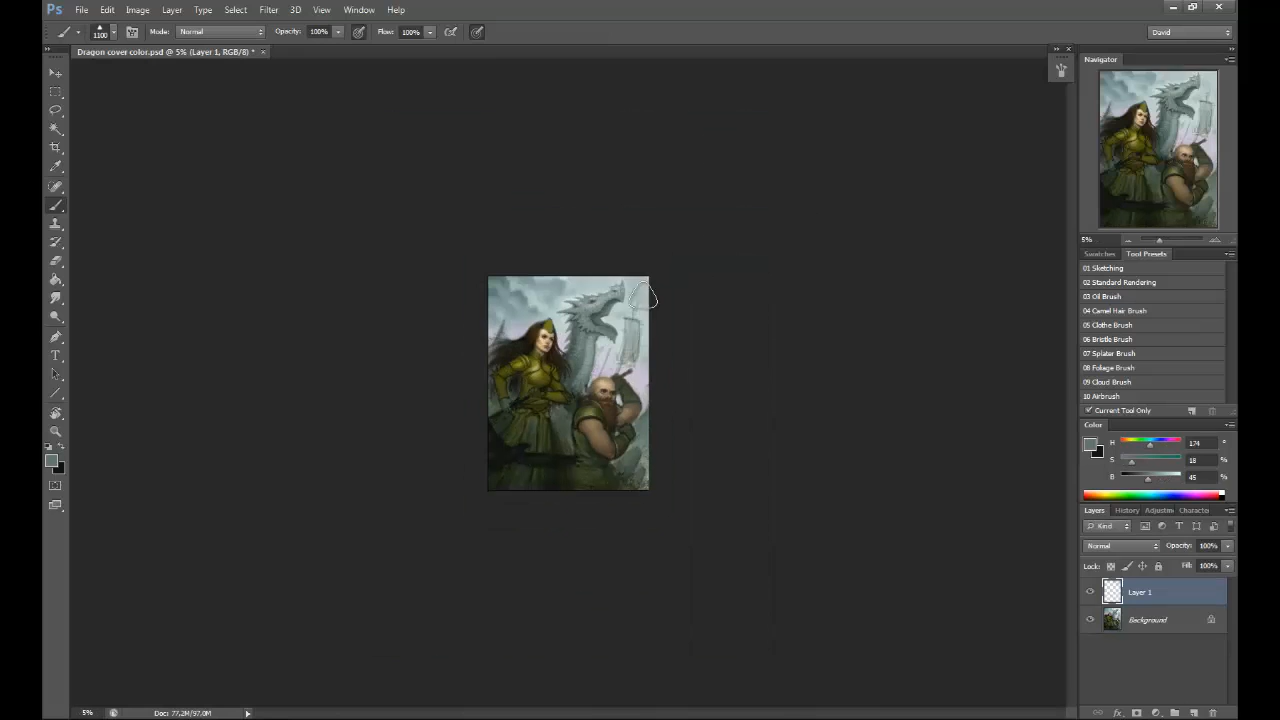 Ps File Edit Image Layer Type Select Filter 3D View Window Help
1100 Mode: Normal Opacity: 100% Flow: 100% David
Dragon cover color.psd @ 5% (Layer 1, RGB/8) * ×
Navigator
5%
Swatches Tool Presets
01 Sketching
02 Standard Rendering
03 Oil Brush
04 Camel Hair Brush
05 Clothe Brush
06 Bristle Brush
07 Splater Brush
08 Foliage Brush
09 Cloud Brush
10 Airbrush
Current Tool Only
Color
H 174 °
S 18 %
B 45 %
Layers History Adjustm Characte
Kind
Normal Opacity: 100%
Lock: Fill: 100%
Layer 1
Background
fx
5% Doc: 77,2M/97,0M